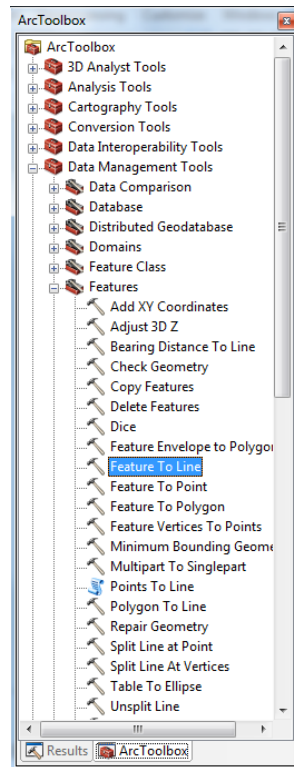 ArcToolbox
ArcToolbox
3D Analyst Tools
Analysis Tools
Cartography Tools
Conversion Tools
Data Interoperability Tools
Data Management Tools
Data Comparison
Database
Distributed Geodatabase
Domains
Feature Class
Features
Add XY Coordinates
Adjust 3D Z
Bearing Distance To Line
Check Geometry
Copy Features
Delete Features
Dice
Feature Envelope to Polygon
Feature To Line
Feature To Point
Feature To Polygon
Feature Vertices To Points
Minimum Bounding Geome
Multipart To Singlepart
Points To Line
Polygon To Line
Repair Geometry
Split Line at Point
Split Line At Vertices
Table To Ellipse
Unsplit Line
Results ArcToolbox